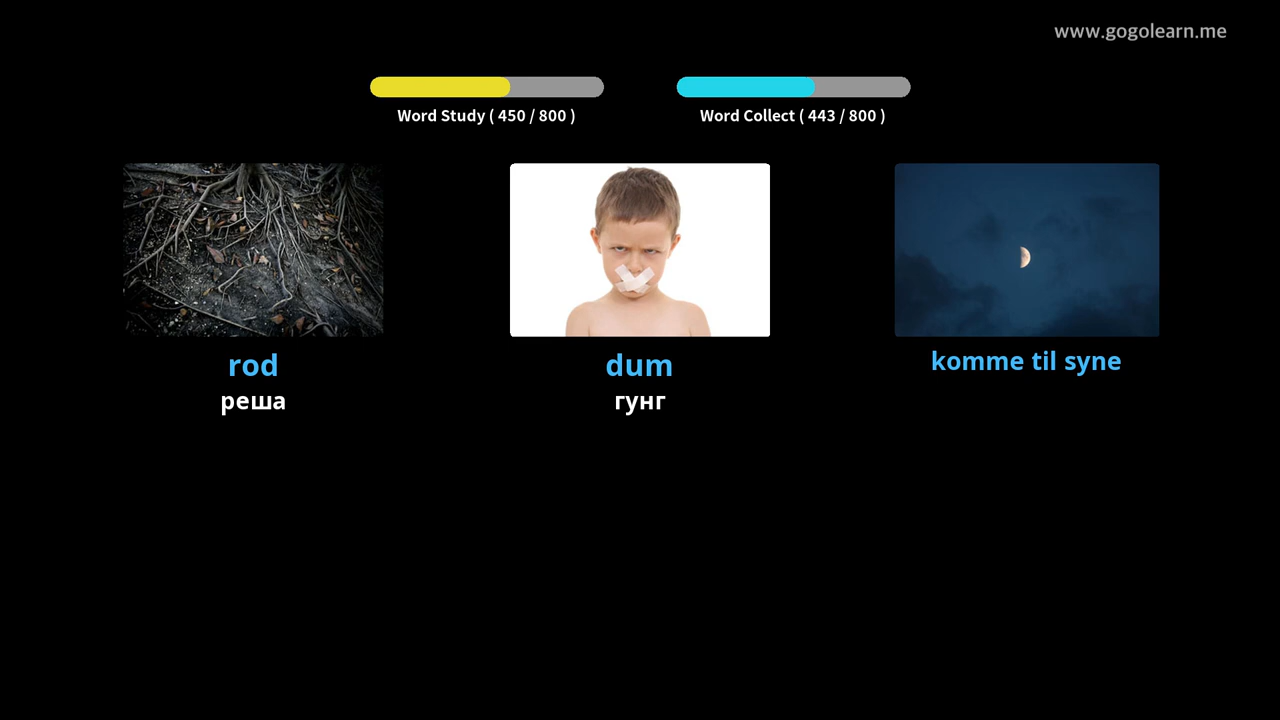 www.gogolearn.me
Word Study ( 450 / 800 )
Word Collect ( 443 / 800 )
rod
dum
komme til syne
реша
гунг